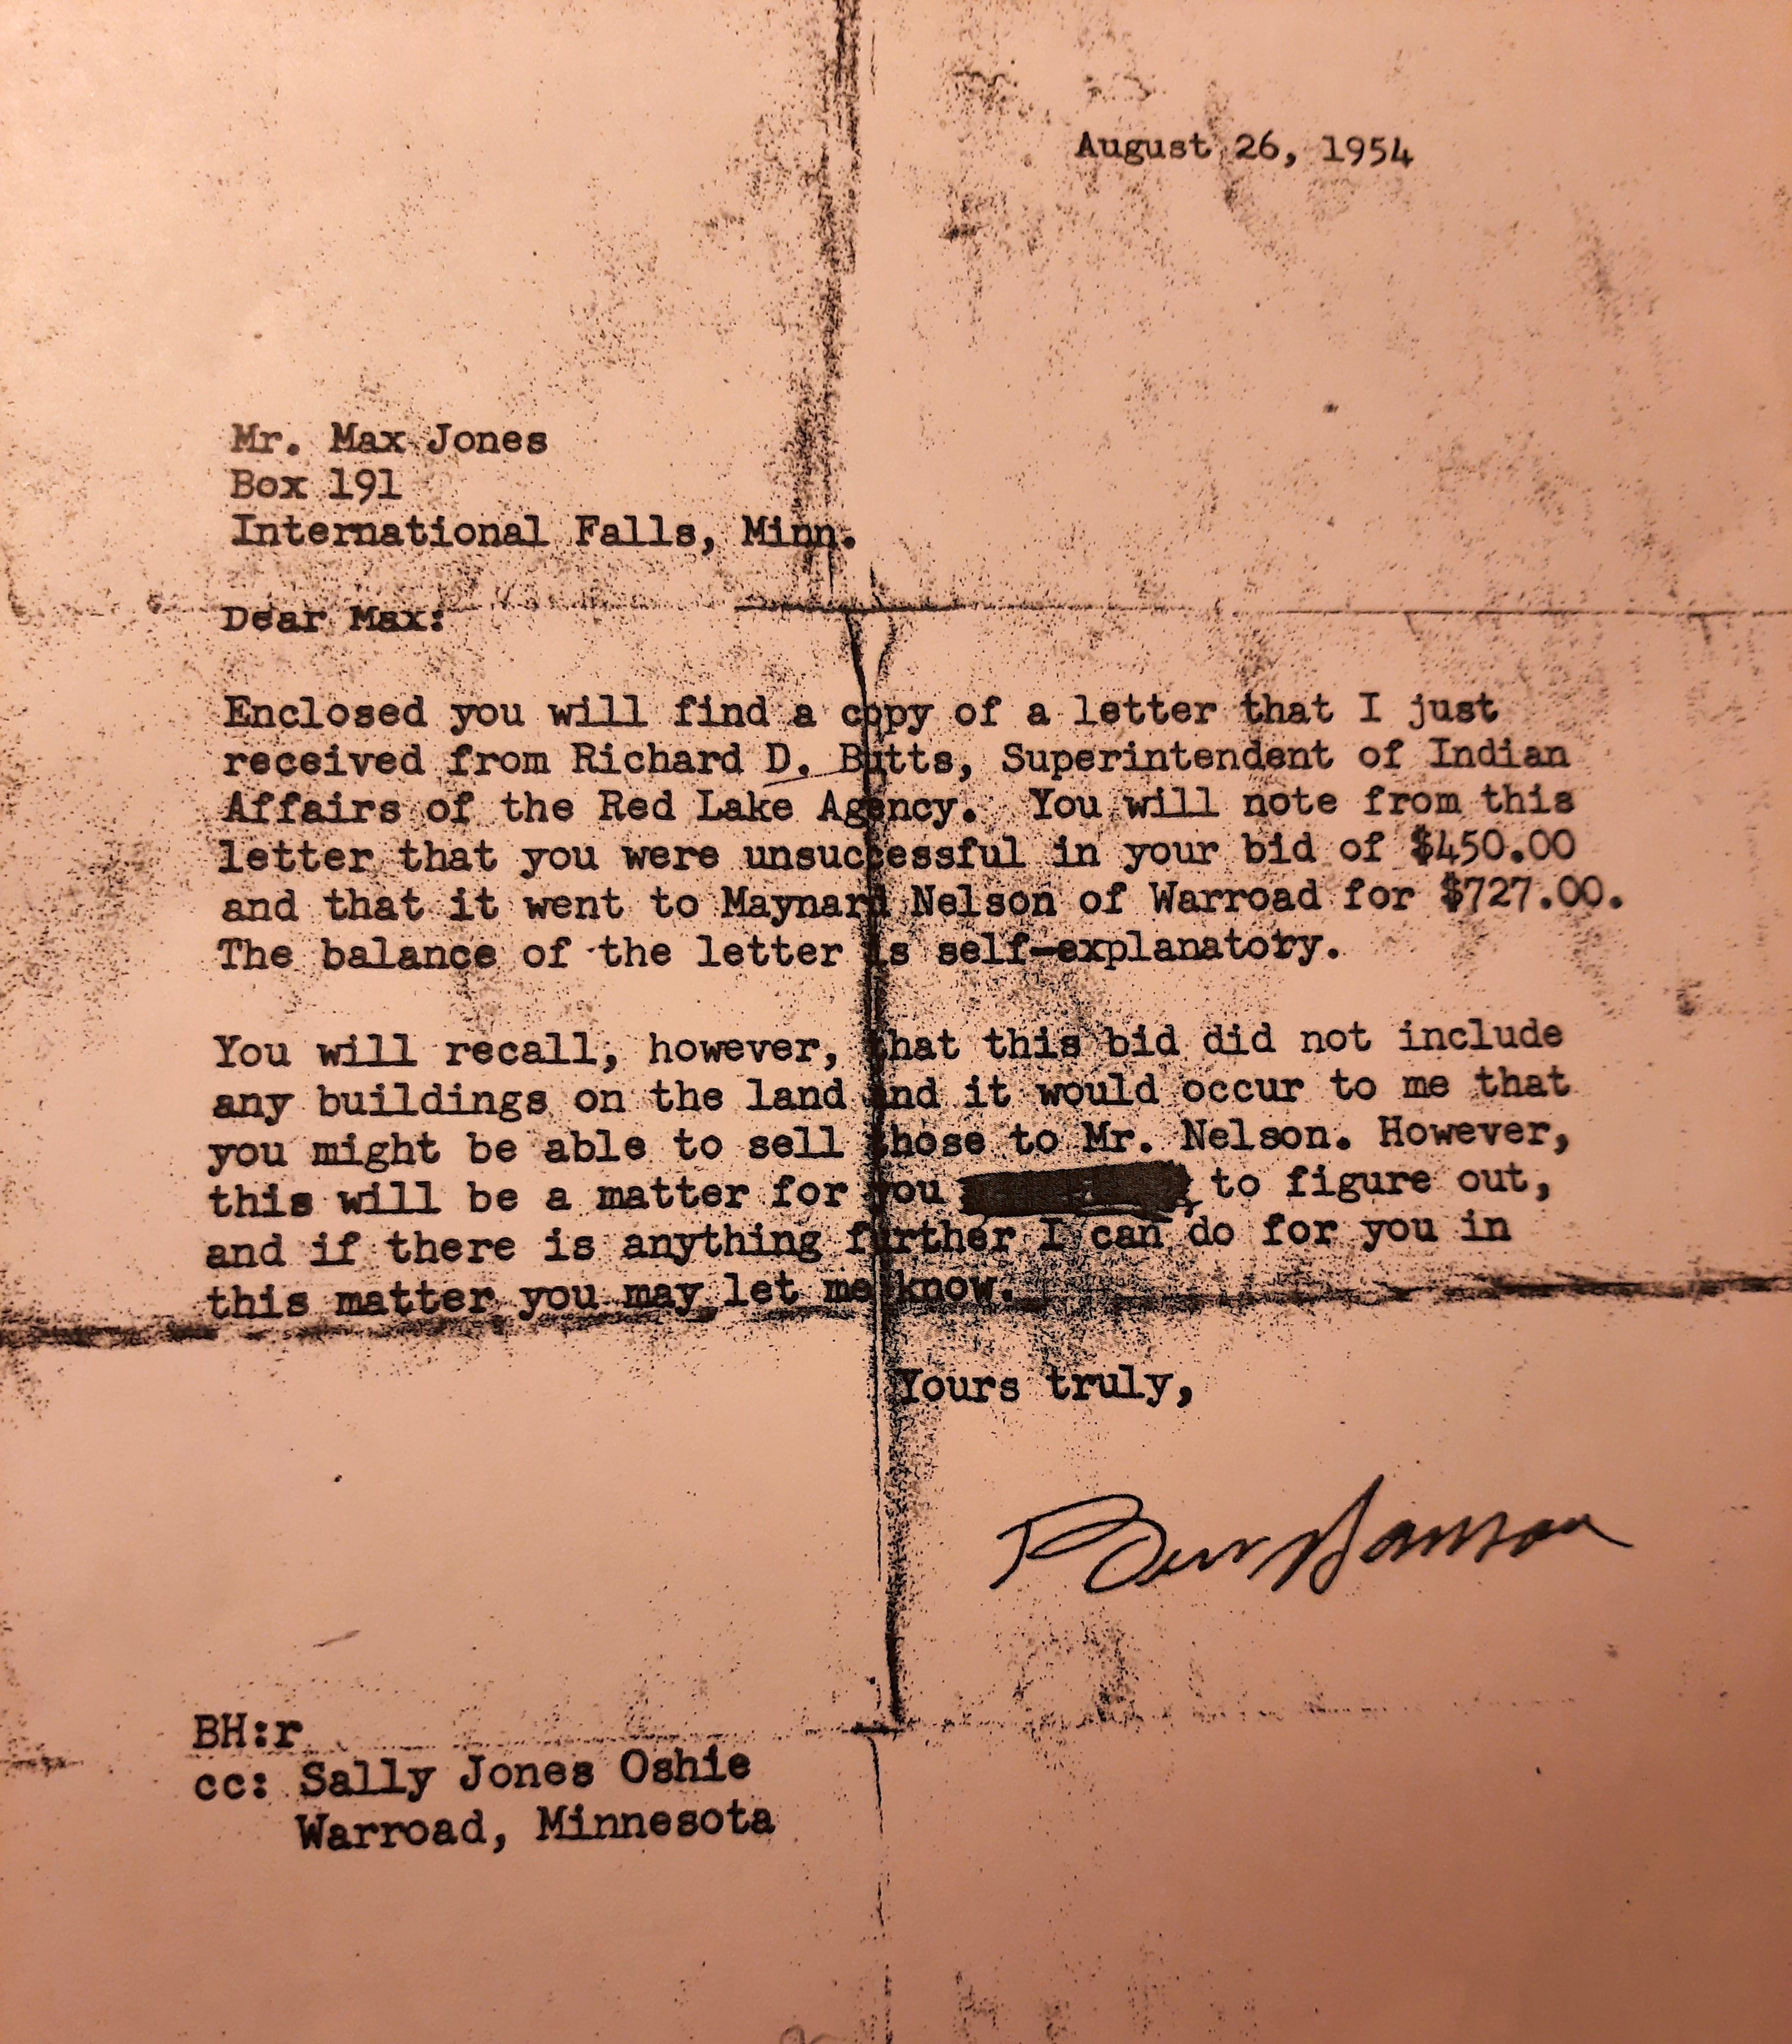 August 26, 1954
Mr. Max Jones
Box 191
International Falls, Minn.
Dear Max:
Enclosed you will find a copy of a letter that I just
received from Richard D. Butts, Superintendent of Indian
Affairs of the Red Lake Agency. You will note from this
letter that you were unsuccessful in your bid of $450.00
and that it went to Maynard Nelson of Warroad for $727.00.
The balance of the letter is self-explanatory.
You will recall, however, that this bid did not include
any buildings on the land and it would occur to me that
you might be able to sell those to Mr. Nelson. However,
this will be a matter for you to figure out,
and if there is anything further I can do for you in
this matter you may let me know.
Yours truly,
BH:r
cc: Sally Jones Oshie
Warroad, Minnesota